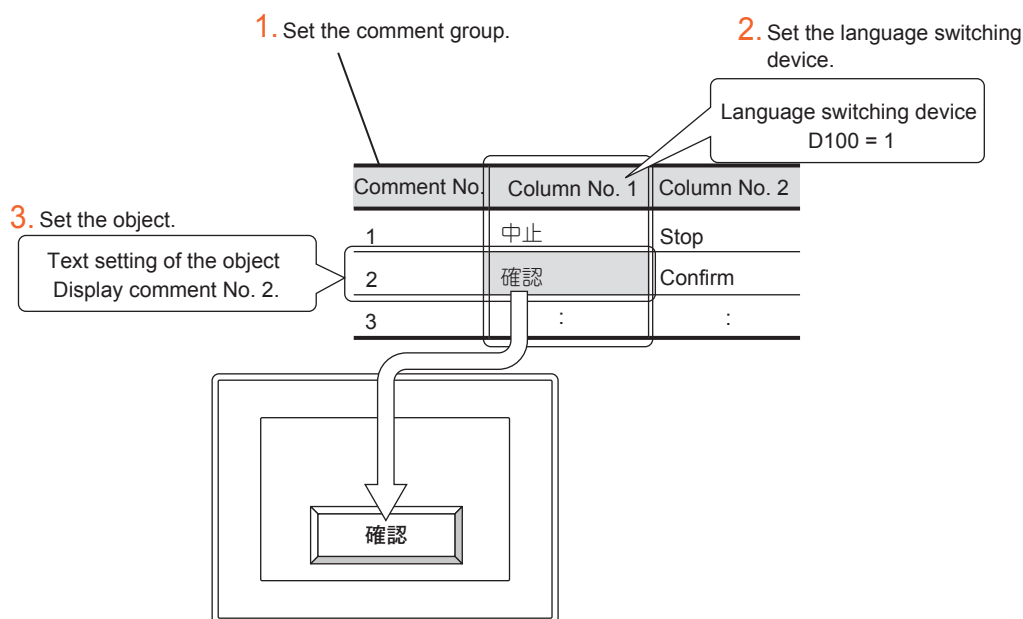 1. Set the comment group.
2. Set the language switching
device.
Language switching device
D100 = 1
Comment No. Column No. 1 Column No. 2
3. Set the object.
Text setting of the object
Display comment No. 2.
1 中止 Stop
2 確認 Confirm
3 : :
確認